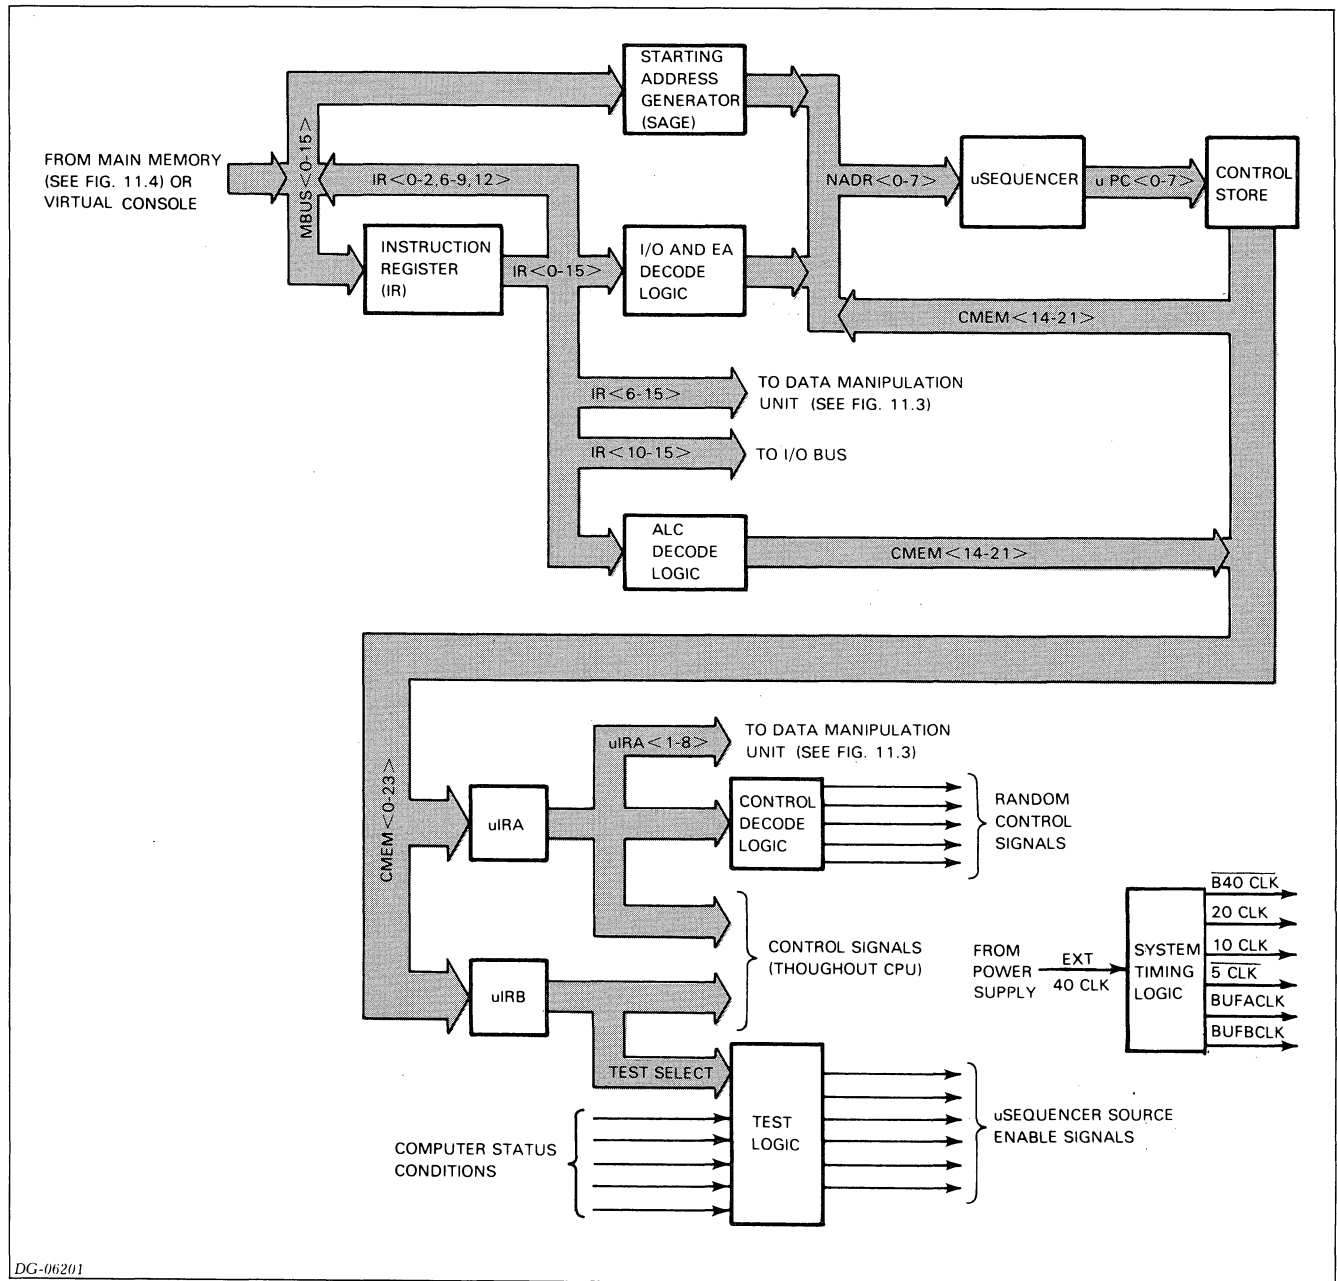 STARTING
ADDRESS
GENERATOR
(SAGE)
FROM MAIN MEMORY
(SEE FIG. 11.4) OR
VIRTUAL CONSOLE
MBUS<0-15>
IR<0-2,6-9,12>
NADR<0-7>
uSEQUENCER
u PC<0-7>
CONTROL
STORE
INSTRUCTION
REGISTER
(IR)
IR<0-15>
I/O AND EA
DECODE
LOGIC
CMEM<14-21>
IR<6-15>
TO DATA MANIPULATION
UNIT (SEE FIG. 11.3)
IR<10-15>
TO I/O BUS
ALC
DECODE
LOGIC
CMEM<14-21>
CMEM<0-23>
uIRA<1-8>
TO DATA MANIPULATION
UNIT (SEE FIG. 11.3)
uIRA
CONTROL
DECODE
LOGIC
RANDOM
CONTROL
SIGNALS
uIRB
CONTROL SIGNALS
(THOUGHOUT CPU)
FROM
POWER
SUPPLY
EXT
40 CLK
SYSTEM
TIMING
LOGIC
B40 CLK
20 CLK
10 CLK
5 CLK
BUFACLK
BUFBCLK
TEST SELECT
TEST
LOGIC
COMPUTER STATUS
CONDITIONS
uSEQUENCER SOURCE
ENABLE SIGNALS
DG-06201